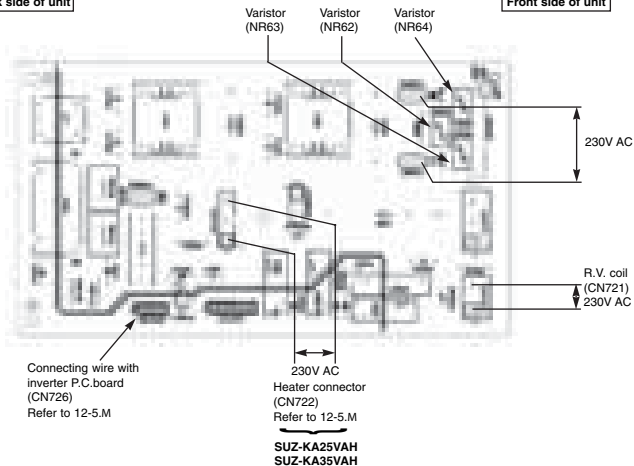 side of unit
Front side of unit
Varistor
(NR63)
Varistor
(NR62)
Varistor
(NR64)
230V AC
R.V. coil
(CN721)
230V AC
Connecting wire with
inverter P.C.board
(CN726)
Refer to 12-5.M
230V AC
Heater connector
(CN722)
Refer to 12-5.M
SUZ-KA25VAH
SUZ-KA35VAH